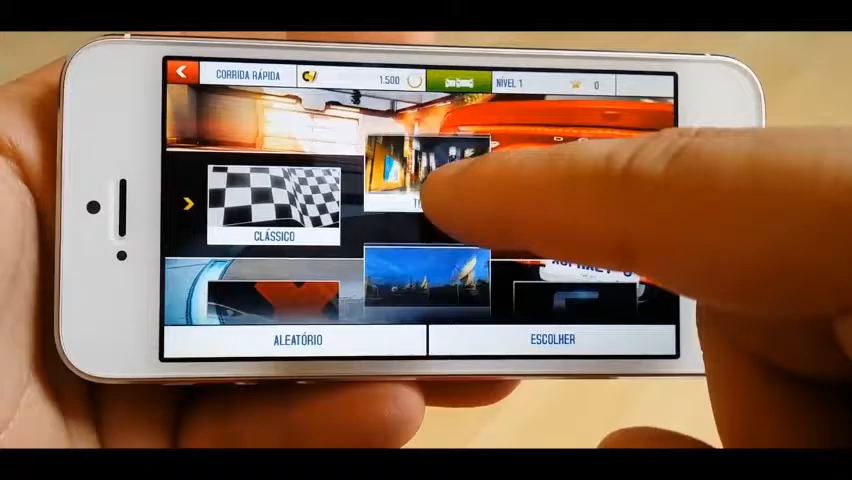 CORRIDA RÁPIDA
1.500
NÍVEL 1
0
CLÁSSICO
ALEATÓRIO
ESCOLHER